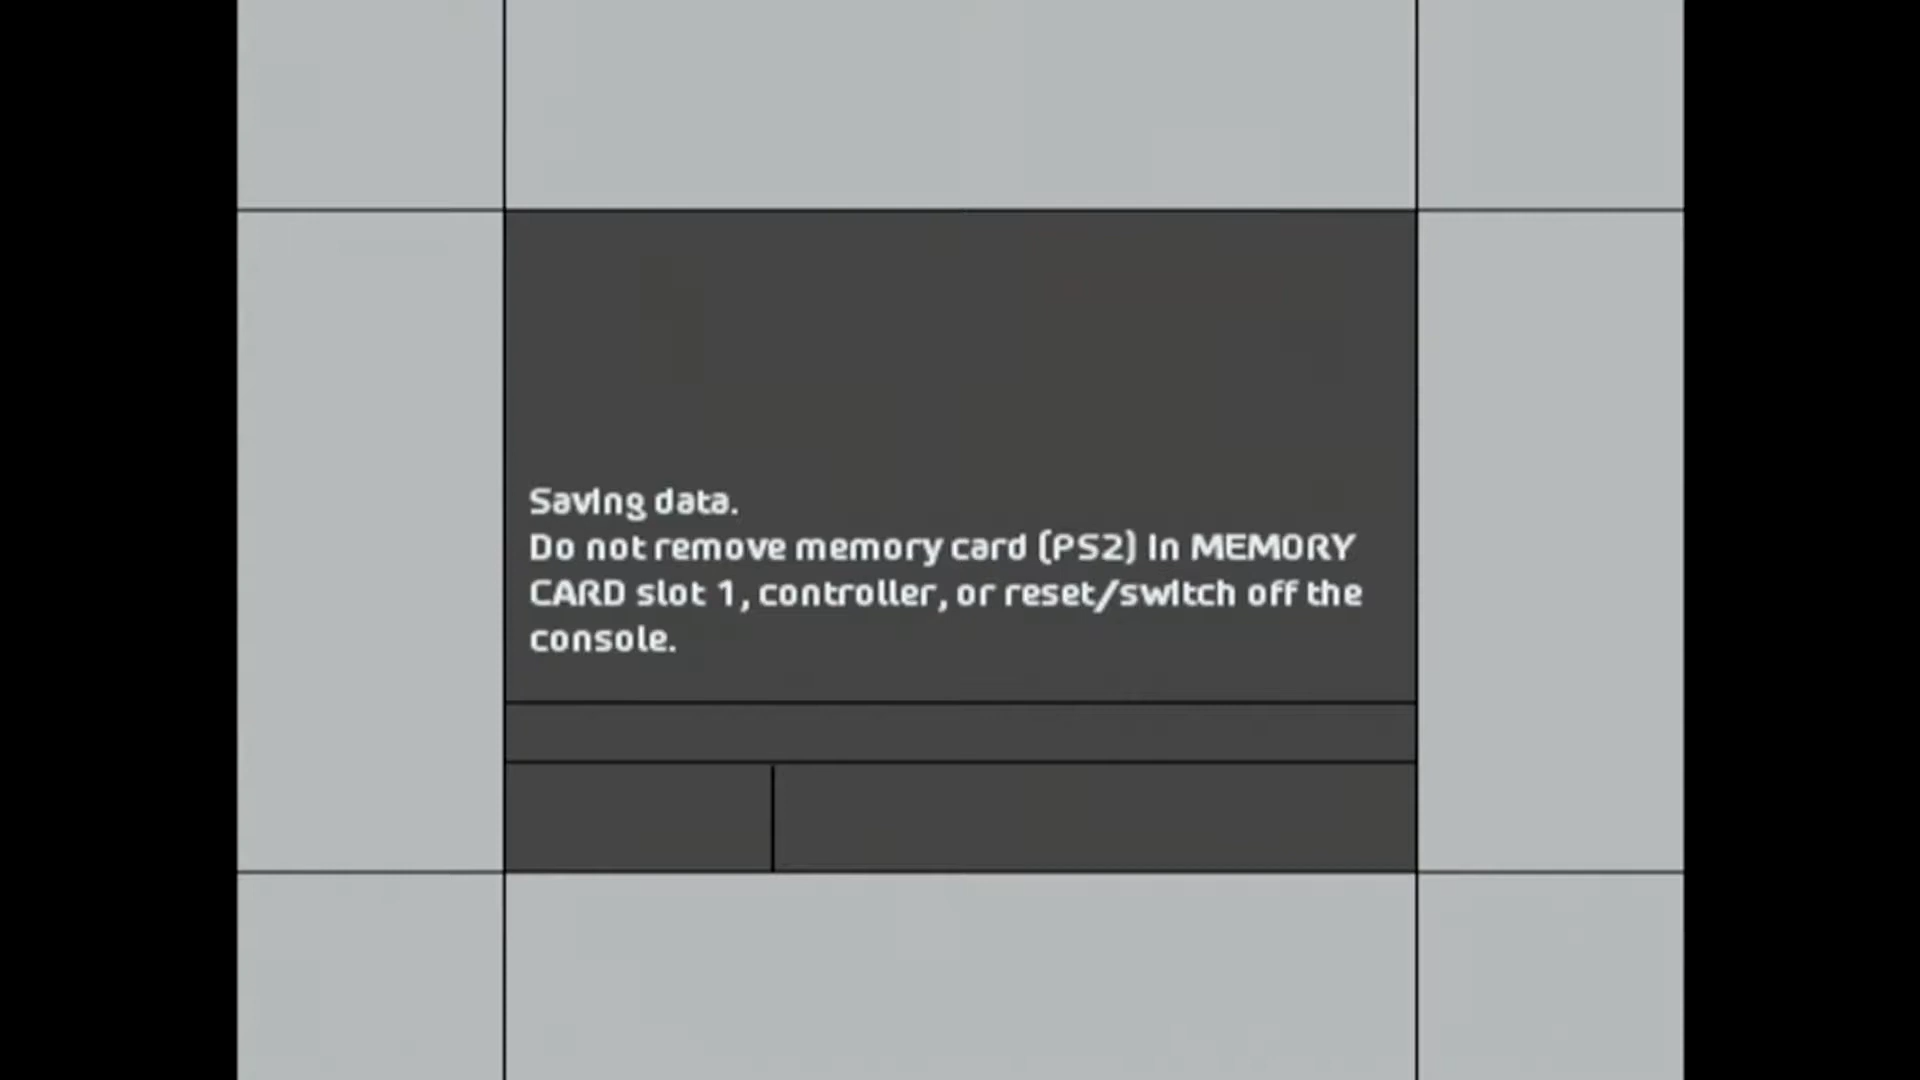 Saving data.
Do not remove memory card (PS2) in MEMORY
CARD slot 1, controller, or reset/switch off the
console.